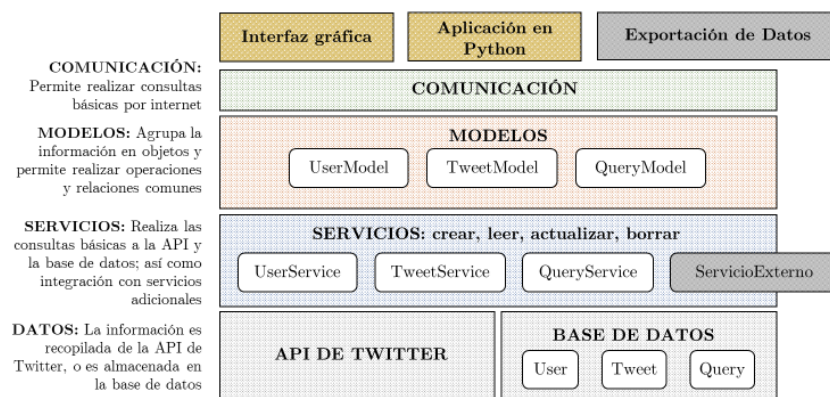 Interfaz gráfica
Aplicación en
Python
Exportación de Datos
COMUNICACIÓN:
Permite realizar consultas
básicas por internet
COMUNICACIÓN
MODELOS: Agrupa la
información en objetos y
permite realizar operaciones
y relaciones comunes
MODELOS
UserModel
TweetModel
QueryModel
SERVICIOS: Realiza las
consultas básicas a la API y
la base de datos; así como
integración con servicios
adicionales
SERVICIOS: crear, leer, actualizar, borrar
UserService
TweetService
QueryService
ServicioExterno
DATOS: La información es
recopilada de la API de
Twitter, o es almacenada en
la base de datos
API DE TWITTER
BASE DE DATOS
User
Tweet
Query